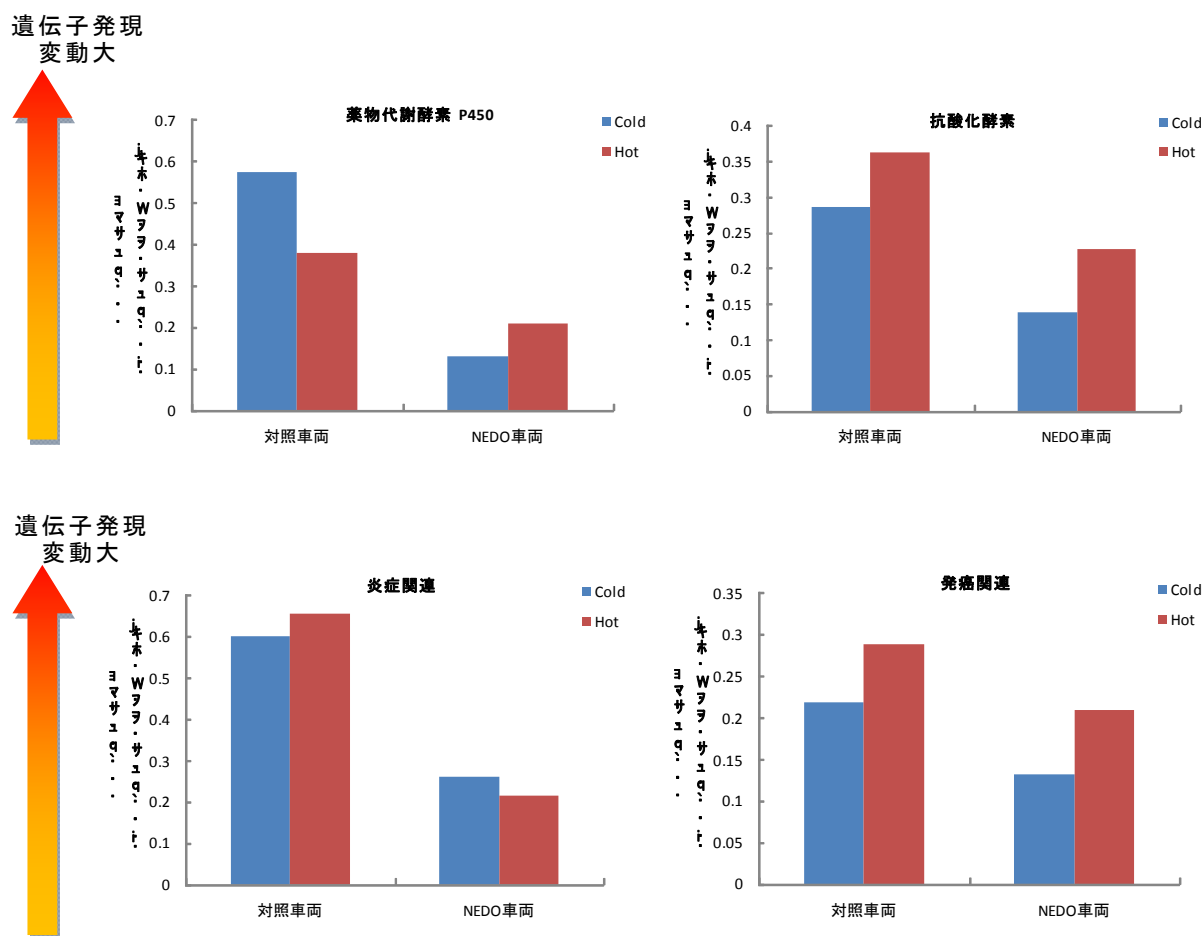 遺伝子発現
変動大
薬物代謝酵素 P450
0.7
0.6
0.5
0.4
0.3
0.2
0.1
0
Cold
Hot
対照車両
NEDO車両
抗酸化酵素
0.4
0.35
0.3
0.25
0.2
0.15
0.1
0.05
0
Cold
Hot
対照車両
NEDO車両
遺伝子発現
変動大
炎症関連
0.7
0.6
0.5
0.4
0.3
0.2
0.1
0
Cold
Hot
対照車両
NEDO車両
発癌関連
0.35
0.3
0.25
0.2
0.15
0.1
0.05
0
Cold
Hot
対照車両
NEDO車両